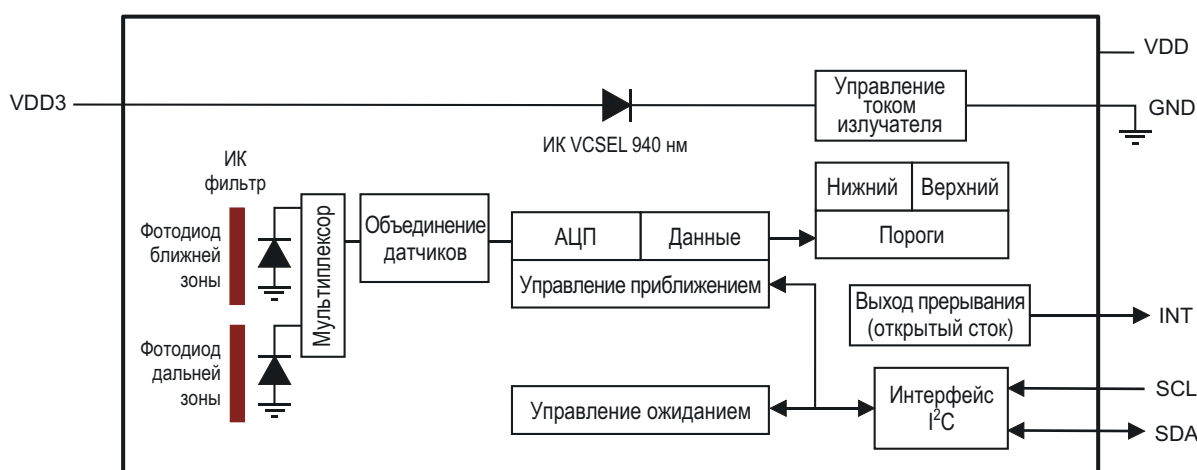 VDD
VDD3
Управление
током
излучателя
GND
ИК VCSEL 940 нм
ИК
фильтр
Нижний
Верхний
Пороги
Фотодиод
ближней
зоны
Мультиплексор
Объединение
датчиков
АЦП
Данные
Управление приближением
Выход прерывания
(открытый сток)
INT
Фотодиод
дальней
зоны
Управление ожиданием
Интерфейс
I²C
SCL
SDA